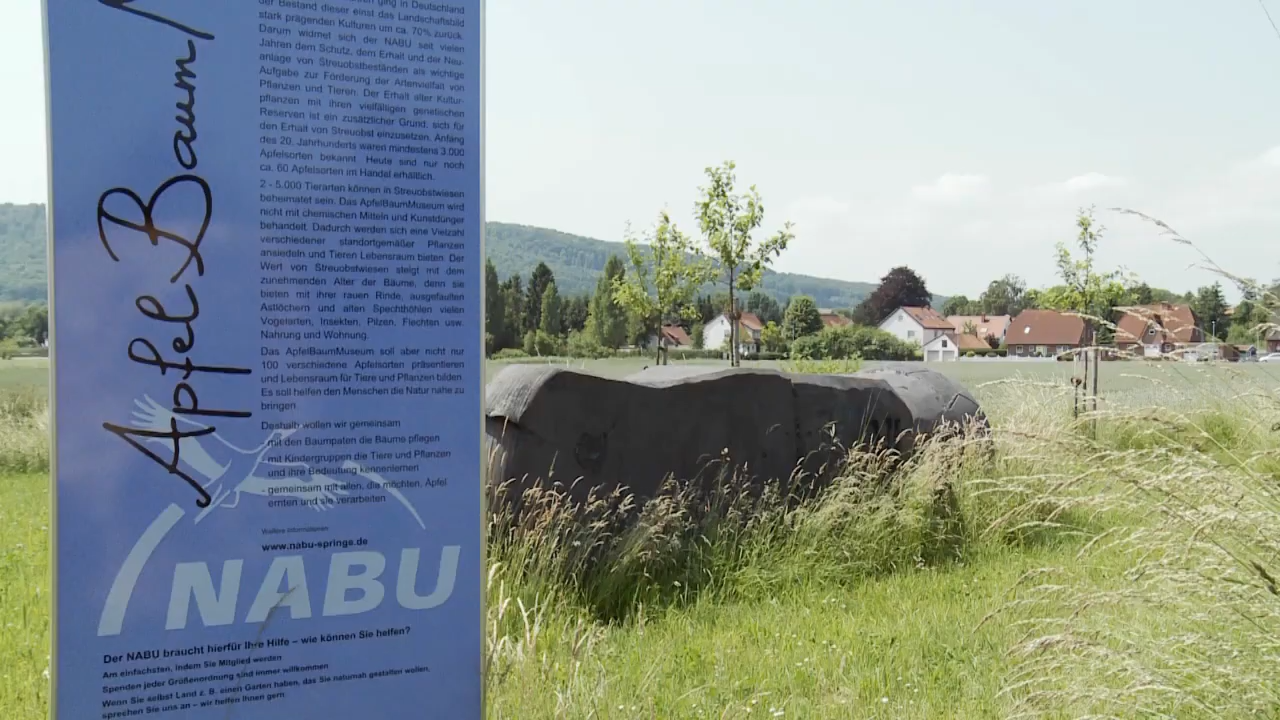 ApfelBaumM
ging in Deutschland
der Bestand dieser einst das Landschaftsbild
stark prägenden Kulturen um ca. 70% zurück.
Darum widmet sich der NABU seit vielen
Jahren dem Schutz, dem Erhalt und der Neu-
anlage von Streuobstbeständen als wichtige
Aufgabe zur Förderung der Artenvielfalt von
Pflanzen und Tieren. Der Erhalt alter Kultur-
pflanzen mit ihren vielfältigen genetischen
Reserven ist ein zusätzlicher Grund, sich für
den Erhalt von Streuobst einzusetzen. Anfang
des 20. Jahrhunderts waren mindestens 3.000
Apfelsorten bekannt. Heute sind nur noch
ca. 60 Apfelsorten im Handel erhältlich.
2 - 5.000 Tierarten können in Streuobstwiesen
beheimatet sein. Das ApfelBaumMuseum wird
nicht mit chemischen Mitteln und Kunstdünger
behandelt. Dadurch werden sich eine Vielzahl
verschiedener standortgemäßer Pflanzen
ansiedeln und Tieren Lebensraum bieten. Der
Wert von Streuobstwiesen steigt mit dem
zunehmenden Alter der Bäume, denn sie
bieten mit ihrer rauen Rinde, ausgefaulten
Astlöchern und alten Spechthöhlen vielen
Vogelarten, Insekten, Pilzen, Flechten usw.
Nahrung und Wohnung.
Das ApfelBaumMuseum soll aber nicht nur
100 verschiedene Apfelsorten präsentieren
und Lebensraum für Tiere und Pflanzen bilden.
Es soll helfen den Menschen die Natur nahe zu
bringen.
Deshalb wollen wir gemeinsam
- mit den Baumpaten die Bäume pflegen
- mit Kindergruppen die Tiere und Pflanzen
und ihre Bedeutung kennenlernen
- gemeinsam mit allen, die möchten, Äpfel
ernten und sie verarbeiten
Weitere Informationen:
www.nabu-springe.de
NABU
Der NABU braucht hierfür Ihre Hilfe – wie können Sie helfen?
Am einfachsten, indem Sie Mitglied werden
Spenden jeder Größenordnung sind immer willkommen
Wenn Sie selbst Land z. B. einen Garten haben, das Sie naturnah gestalten wollen,
sprechen Sie uns an – wir helfen Ihnen gern